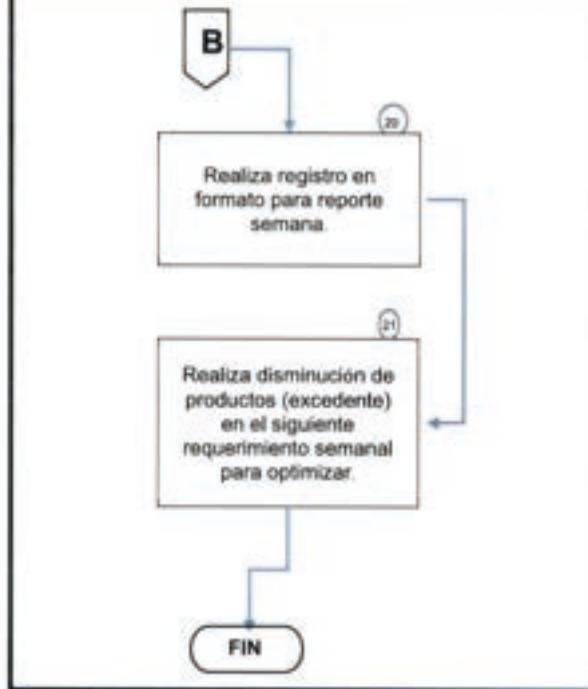 B
20
Realiza registro en
formato para reporte
semana.
21
Realiza disminución de
productos (excedente)
en el siguiente
requerimiento semanal
para optimizar.
FIN